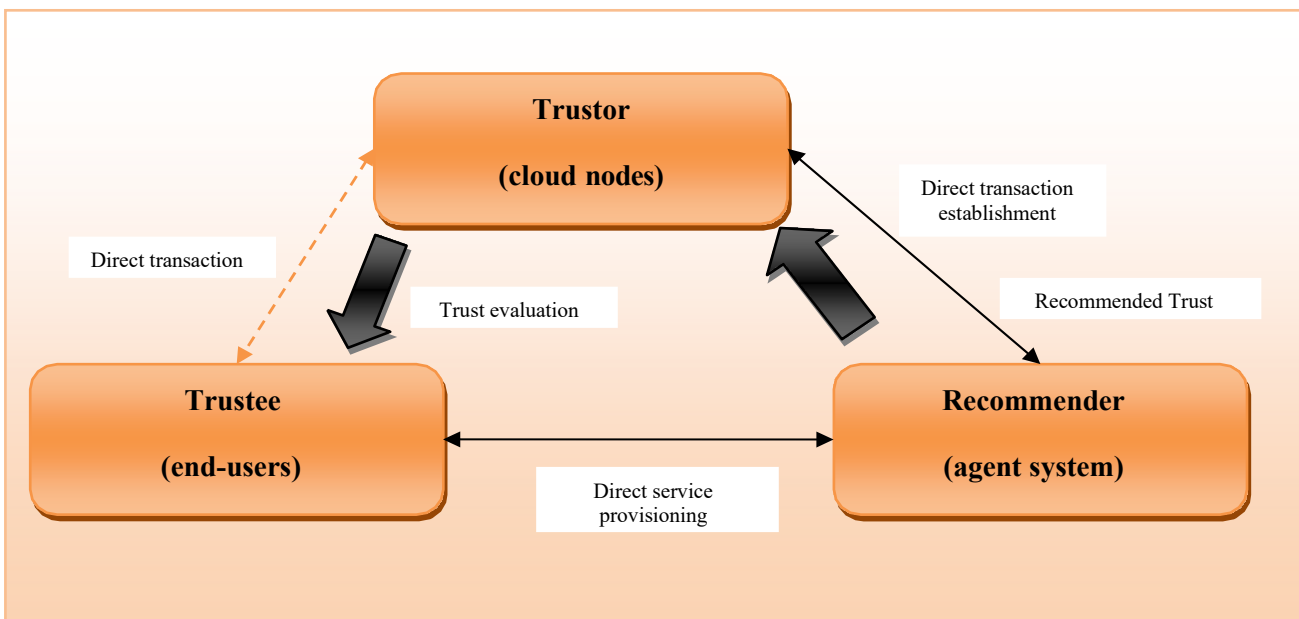 Trustor
(cloud nodes)
Direct transaction
establishment
Direct transaction
Trust evaluation
Recommended Trust
Trustee
(end-users)
Recommender
(agent system)
Direct service
provisioning